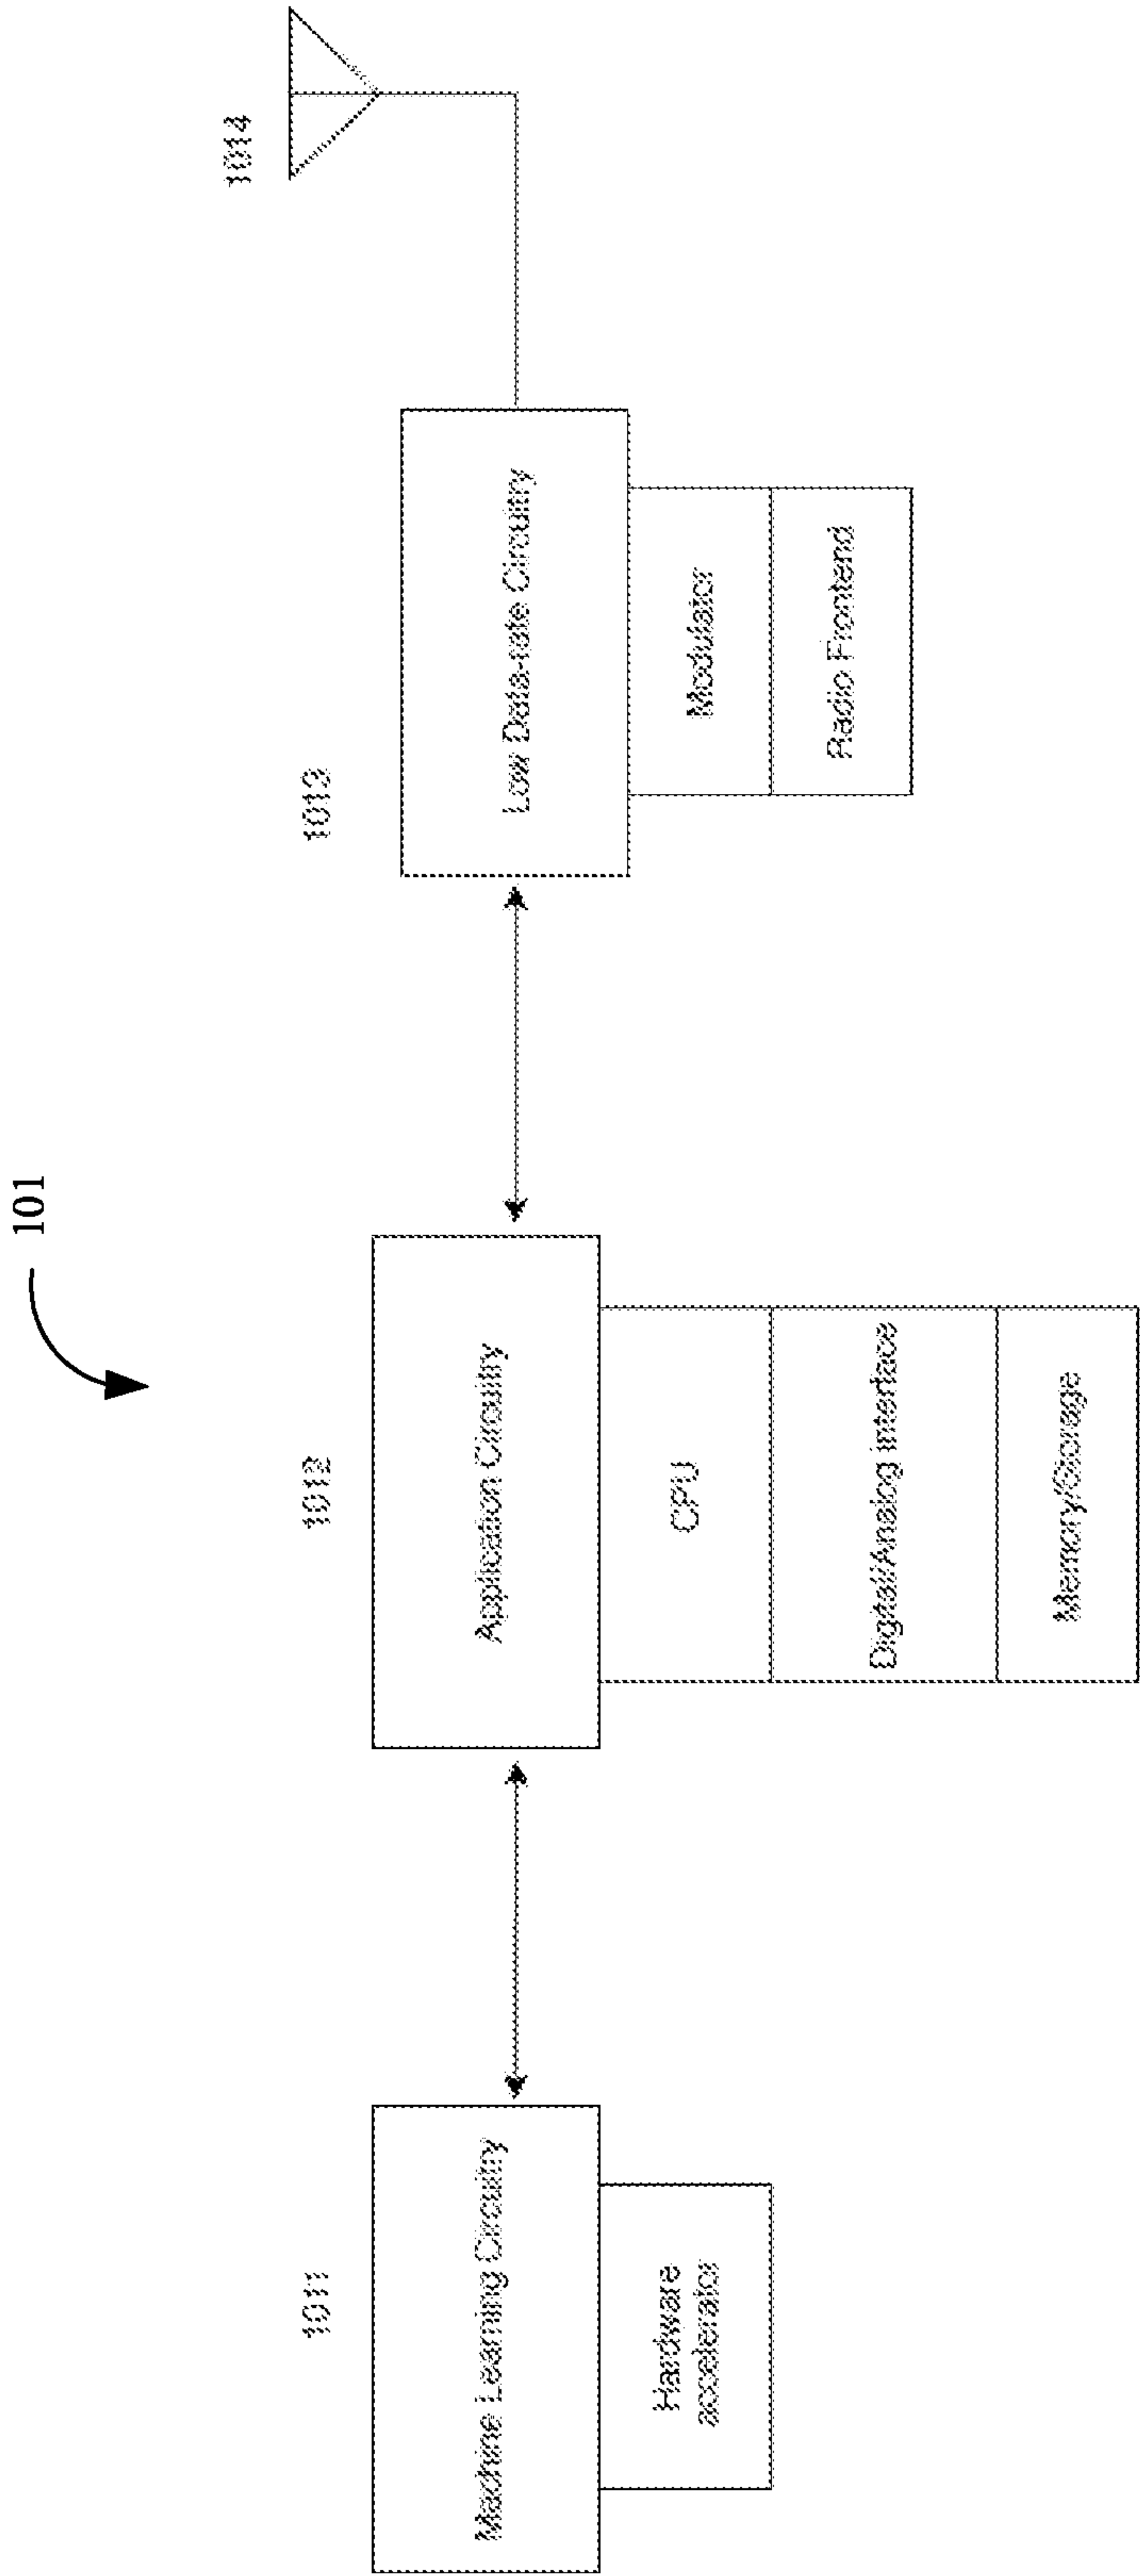 101
1011
1012
1013
1014
Machine Learning Circuitry
Hardware
accelerator
Application Circuitry
CPU
Digital/Analog interface
Memory/Storage
Low Data-rate Circuitry
Modulator
Radio Frontend